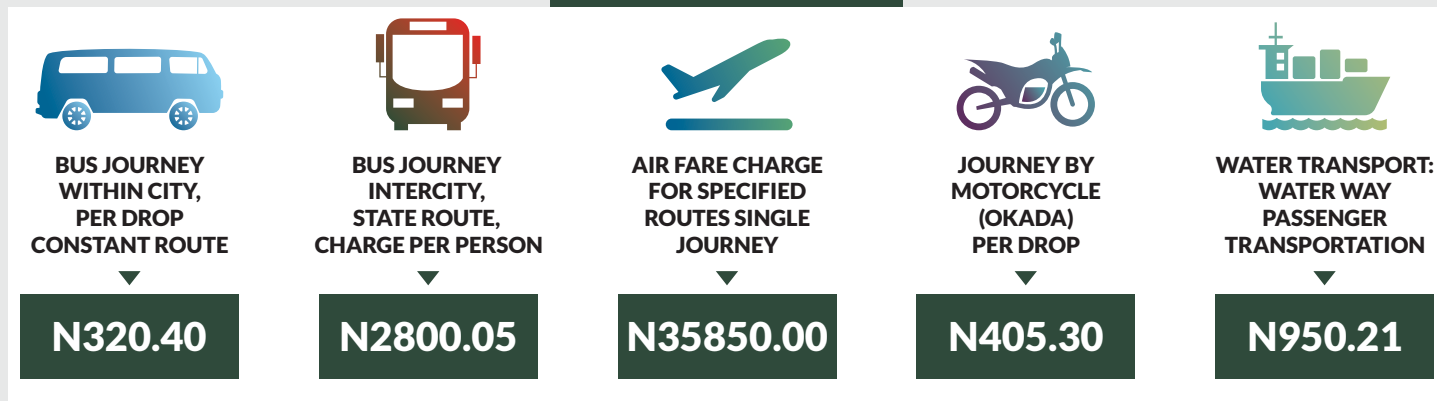 BUS JOURNEY
WITHIN CITY,
PER DROP
CONSTANT ROUTE
N320.40
BUS JOURNEY
INTERCITY,
STATE ROUTE,
CHARGE PER PERSON
N2800.05
AIR FARE CHARGE
FOR SPECIFIED
ROUTES SINGLE
JOURNEY
N35850.00
JOURNEY BY
MOTORCYCLE
(OKADA)
PER DROP
N405.30
WATER TRANSPORT:
WATER WAY
PASSENGER
TRANSPORTATION
N950.21